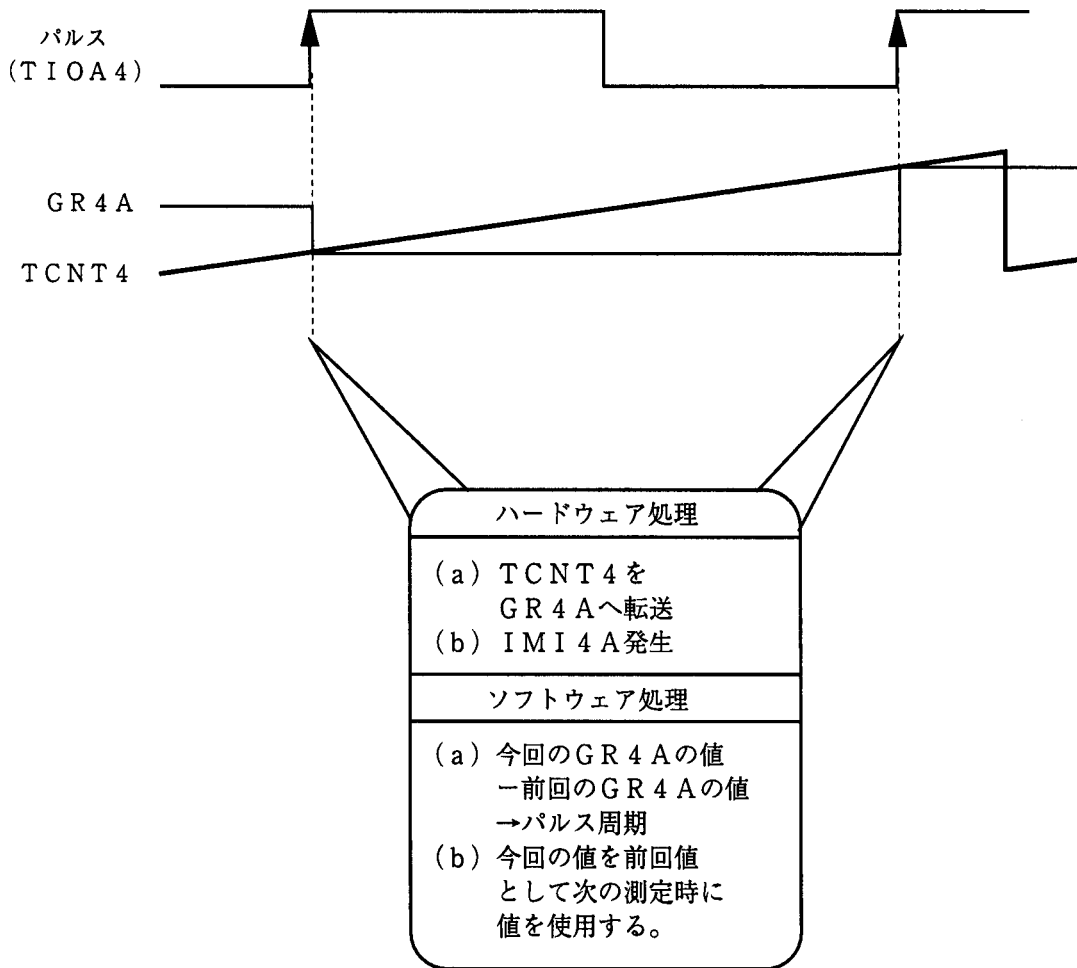 パルス
(TIOA4)
GR4A
TCNT4
ハードウェア処理
(a) TCNT4を
GR4Aへ転送
(b) IMI4A発生
ソフトウェア処理
(a) 今回のGR4Aの値
ー前回のGR4Aの値
→パルス周期
(b) 今回の値を前回値
として次の測定時に
値を使用する。